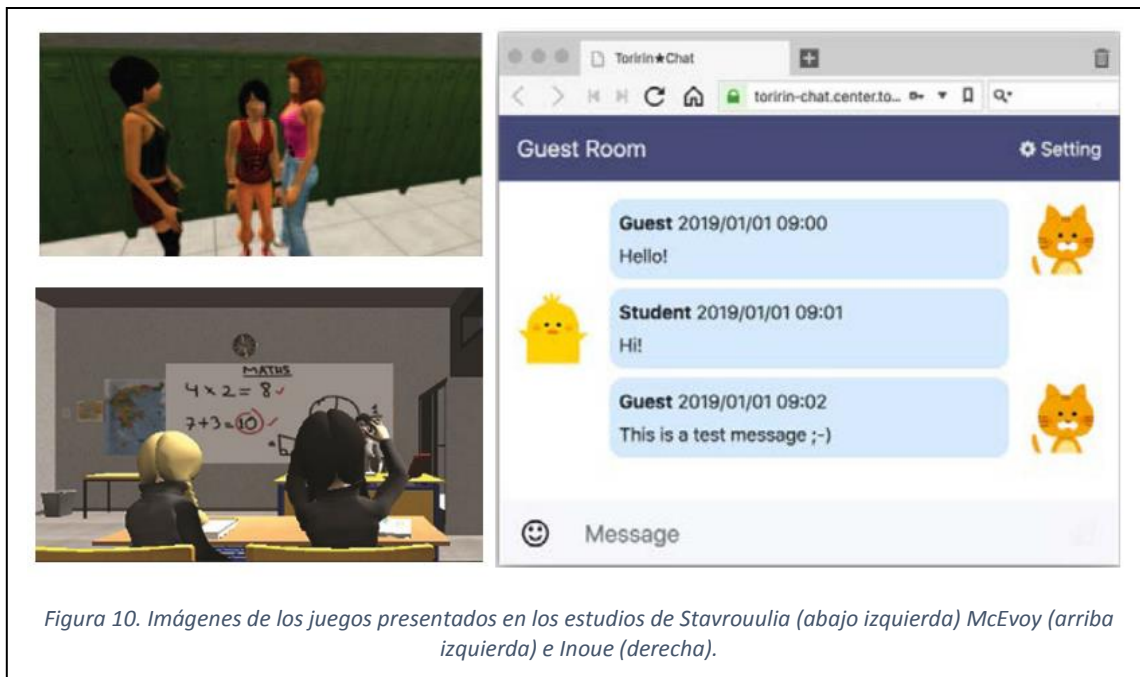 MATHS
4 x 2 = 8
7+3=10
Toririn★Chat
toririn-chat.center.to...
Guest Room
Setting
Guest 2019/01/01 09:00
Hello!
Student 2019/01/01 09:01
Hi!
Guest 2019/01/01 09:02
This is a test message ;-)
Message
Figura 10. Imágenes de los juegos presentados en los estudios de Stavrouulia (abajo izquierda) McEvoy (arriba
izquierda) e Inoue (derecha).